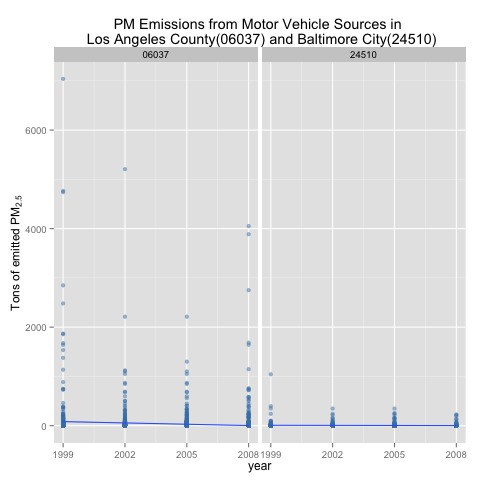 PM Emissions from Motor Vehicle Sources in
Los Angeles County(06037) and Baltimore City(24510)
06037 24510
Tons of emitted PM2.5
6000
4000
2000
0
1999 2002 2005 2008 1999 2002 2005 2008
year